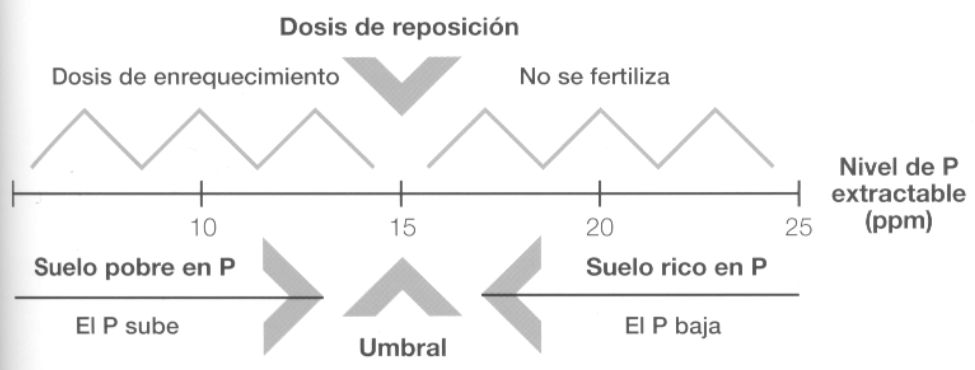 Dosis de reposición
Dosis de enrequecimiento
No se fertiliza
Nivel de P
extractable
(ppm)
10
15
20
25
Suelo pobre en P
Suelo rico en P
El P sube
El P baja
Umbral